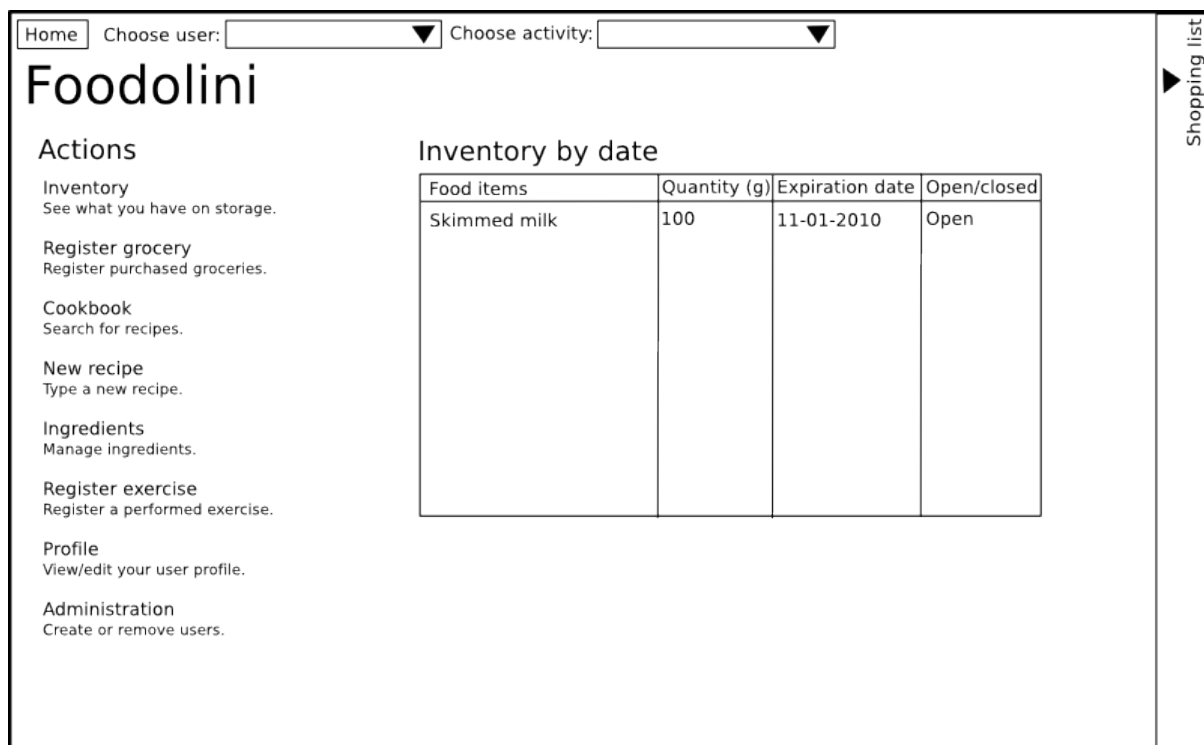 Home Choose user: Choose activity:
Shopping list
Foodolini
Actions
Inventory
See what you have on storage.
Register grocery
Register purchased groceries.
Cookbook
Search for recipes.
New recipe
Type a new recipe.
Ingredients
Manage ingredients.
Register exercise
Register a performed exercise.
Profile
View/edit your user profile.
Administration
Create or remove users.
Inventory by date
Food items Quantity (g) Expiration date Open/closed
Skimmed milk 100 11-01-2010 Open